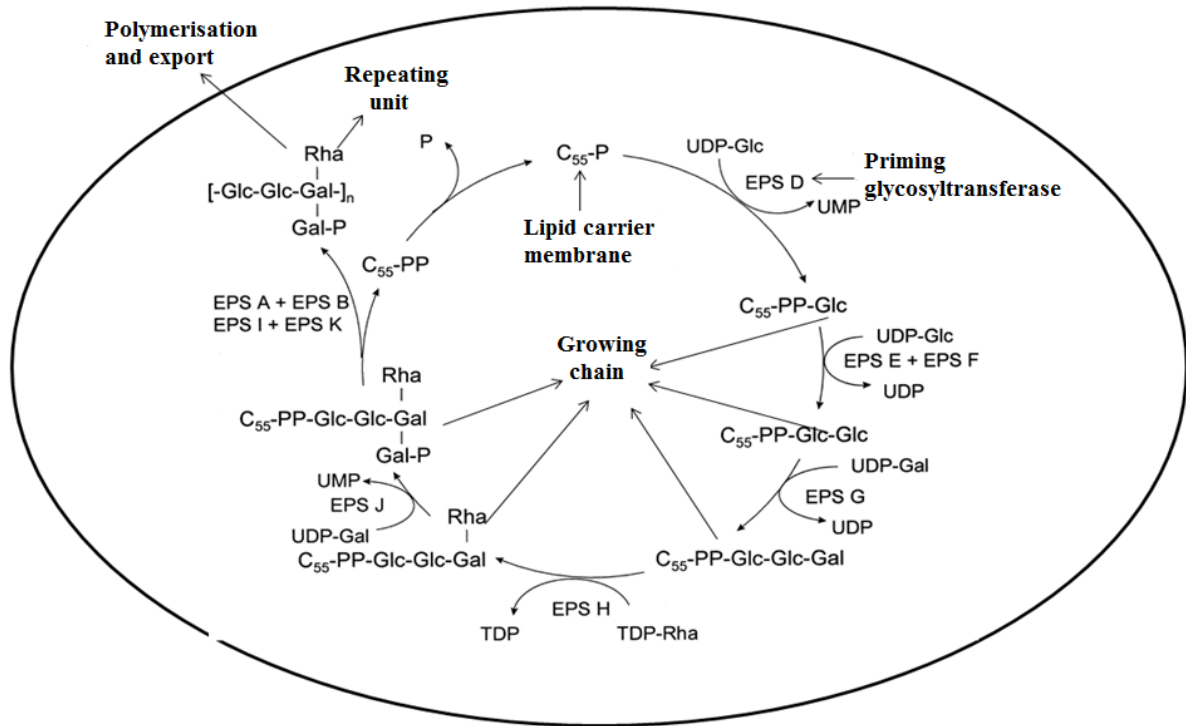 Polymerisation
and export
Repeating
unit
Rha
[-Glc-Glc-Gal-]n
Gal-P
P
C55-P
UDP-Glc
EPS D
UMP
Priming
glycosyltransferase
Lipid carrier
membrane
C55-PP
EPS A + EPS B
EPS I + EPS K
C55-PP-Glc
UDP-Glc
EPS E + EPS F
UDP
Growing
chain
Rha
C55-PP-Glc-Glc-Gal
Gal-P
C55-PP-Glc-Glc
UDP-Gal
EPS G
UDP
UMP
EPS J
UDP-Gal
Rha
C55-PP-Glc-Glc-Gal
C55-PP-Glc-Glc-Gal
EPS H
TDP
TDP-Rha